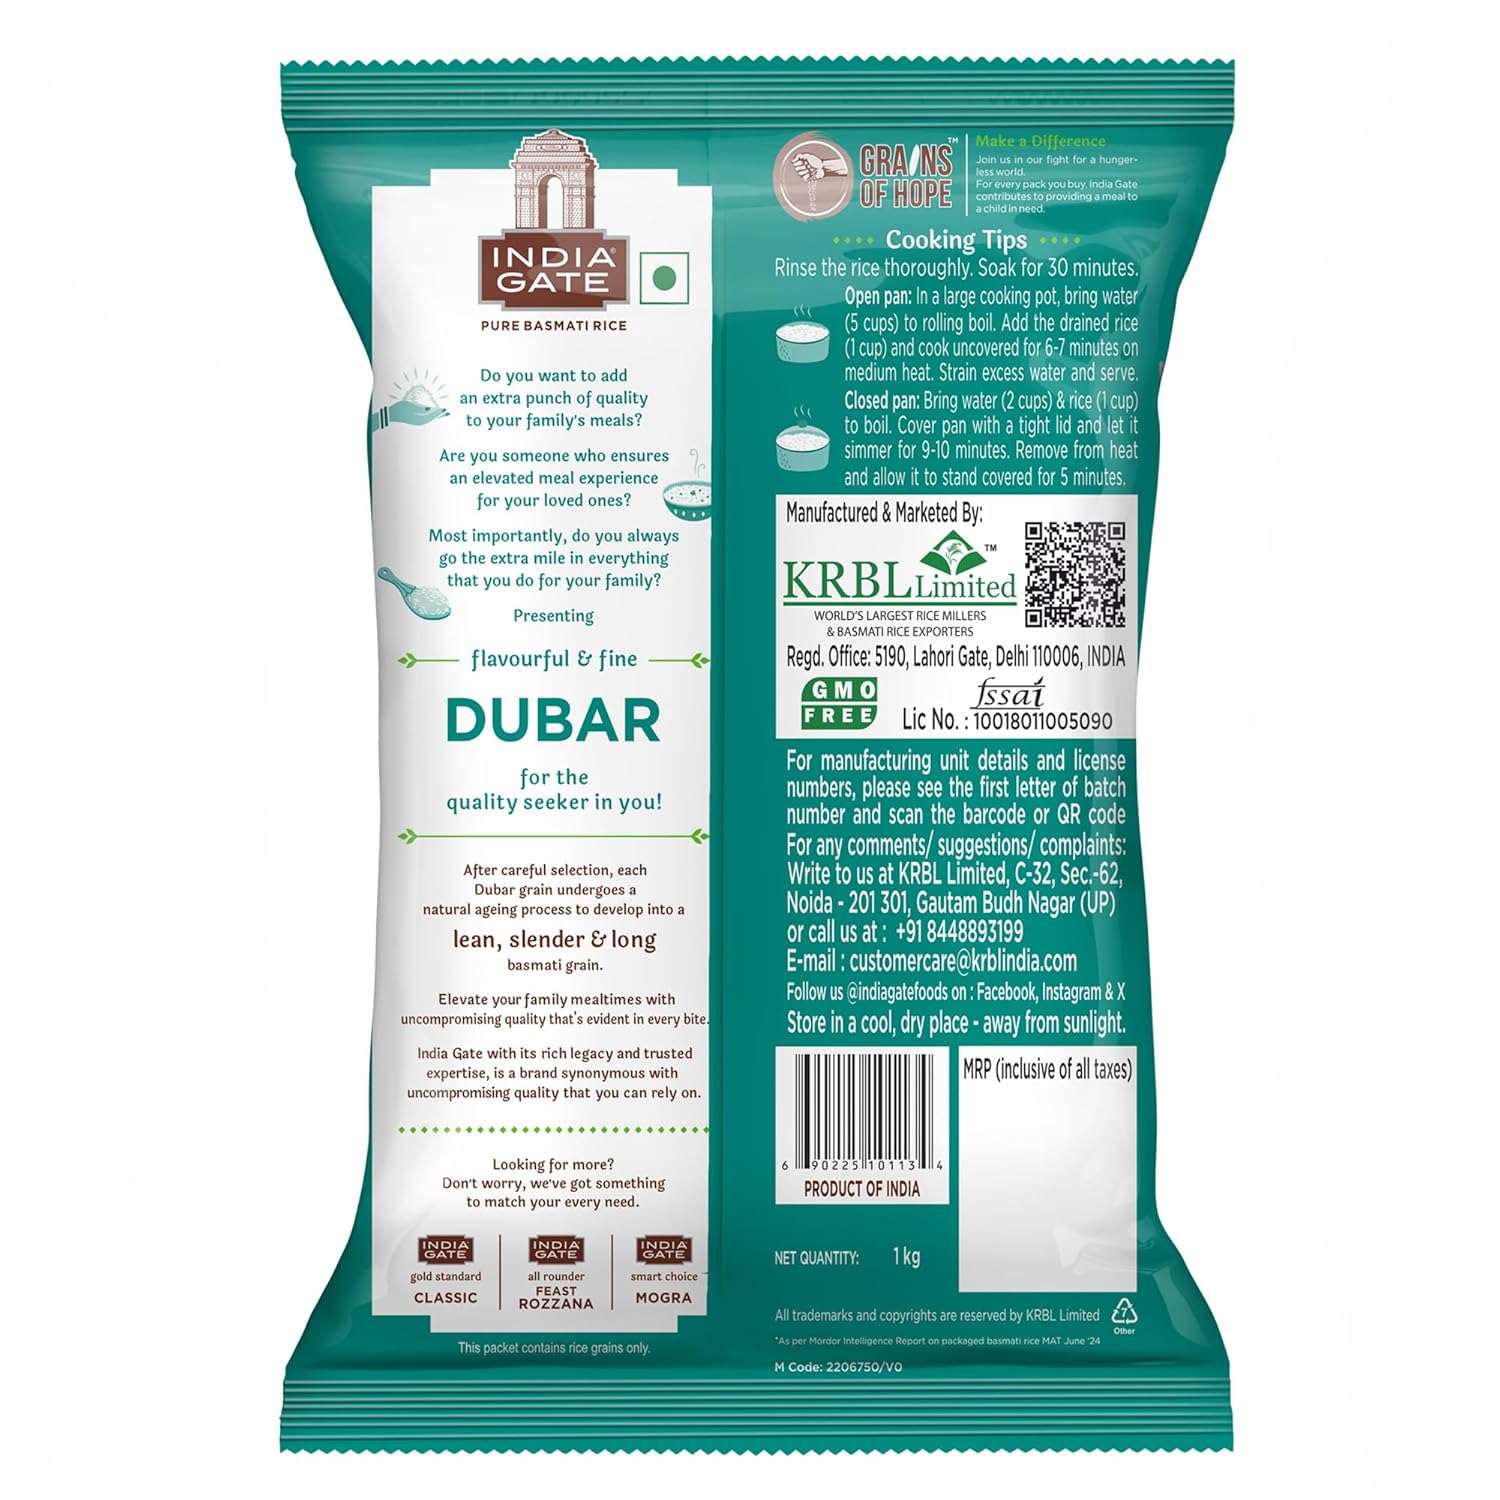 INDIA®
GATE
PURE BASMATI RICE
Do you want to add
an extra punch of quality
to your family's meals?
Are you someone who ensures
an elevated meal experience
for your loved ones?
Most importantly, do you always
go the extra mile in everything
that you do for your family?
Presenting
flavourful & fine
DUBAR
for the
quality seeker in you!
After careful selection, each
Dubar grain undergoes a
natural ageing process to develop into a
lean, slender & long
basmati grain.
Elevate your family mealtimes with
uncompromising quality that's evident in every bite.
India Gate with its rich legacy and trusted
expertise, is a brand synonymous with
uncompromising quality that you can rely on.
Looking for more?
Don't worry, we've got something
to match your every need.
INDIA
GATE
gold standard
CLASSIC
INDIA
GATE
all rounder
FEAST
ROZZANA
INDIA
GATE
smart choice
MOGRA
This packet contains rice grains only.
GRAINS™
OF HOPE
Make a Difference
Join us in our fight for a hunger-
less world.
For every pack you buy, India Gate
contributes to providing a meal to
a child in need.
Cooking Tips
Rinse the rice thoroughly. Soak for 30 minutes.
Open pan: In a large cooking pot, bring water
(5 cups) to rolling boil. Add the drained rice
(1 cup) and cook uncovered for 6-7 minutes on
medium heat. Strain excess water and serve.
Closed pan: Bring water (2 cups) & rice (1 cup)
to boil. Cover pan with a tight lid and let it
simmer for 9-10 minutes. Remove from heat
and allow it to stand covered for 5 minutes.
Manufactured & Marketed By:
KRBL Limited™
WORLD'S LARGEST RICE MILLERS
& BASMATI RICE EXPORTERS
Regd. Office: 5190, Lahori Gate, Delhi 110006, INDIA
GMO
FREE
fssai
Lic No. : 10018011005090
For manufacturing unit details and license
numbers, please see the first letter of batch
number and scan the barcode or QR code
For any comments/ suggestions/ complaints:
Write to us at KRBL Limited, C-32, Sec.-62,
Noida - 201 301, Gautam Budh Nagar (UP)
or call us at : +91 8448893199
E-mail : customercare@krblindia.com
Follow us @indiagatefoods on : Facebook, Instagram & X
Store in a cool, dry place - away from sunlight.
6 90225 10113 4
PRODUCT OF INDIA
MRP (inclusive of all taxes)
NET QUANTITY: 1 kg
All trademarks and copyrights are reserved by KRBL Limited
7
Other
*As per Mordor Intelligence Report on packaged basmati rice MAT June '24
M Code: 2206750/V0